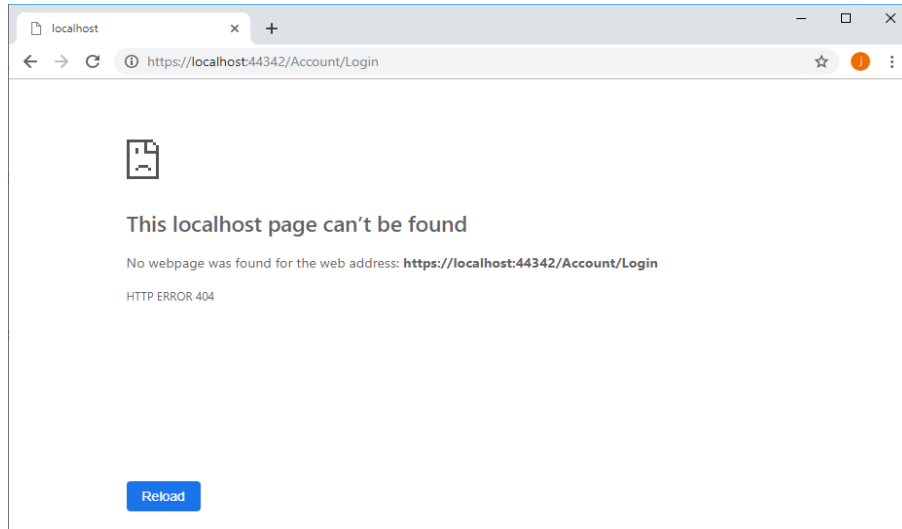 localhost
https://localhost:44342/Account/Login
J
This localhost page can’t be found
No webpage was found for the web address: https://localhost:44342/Account/Login
HTTP ERROR 404
Reload